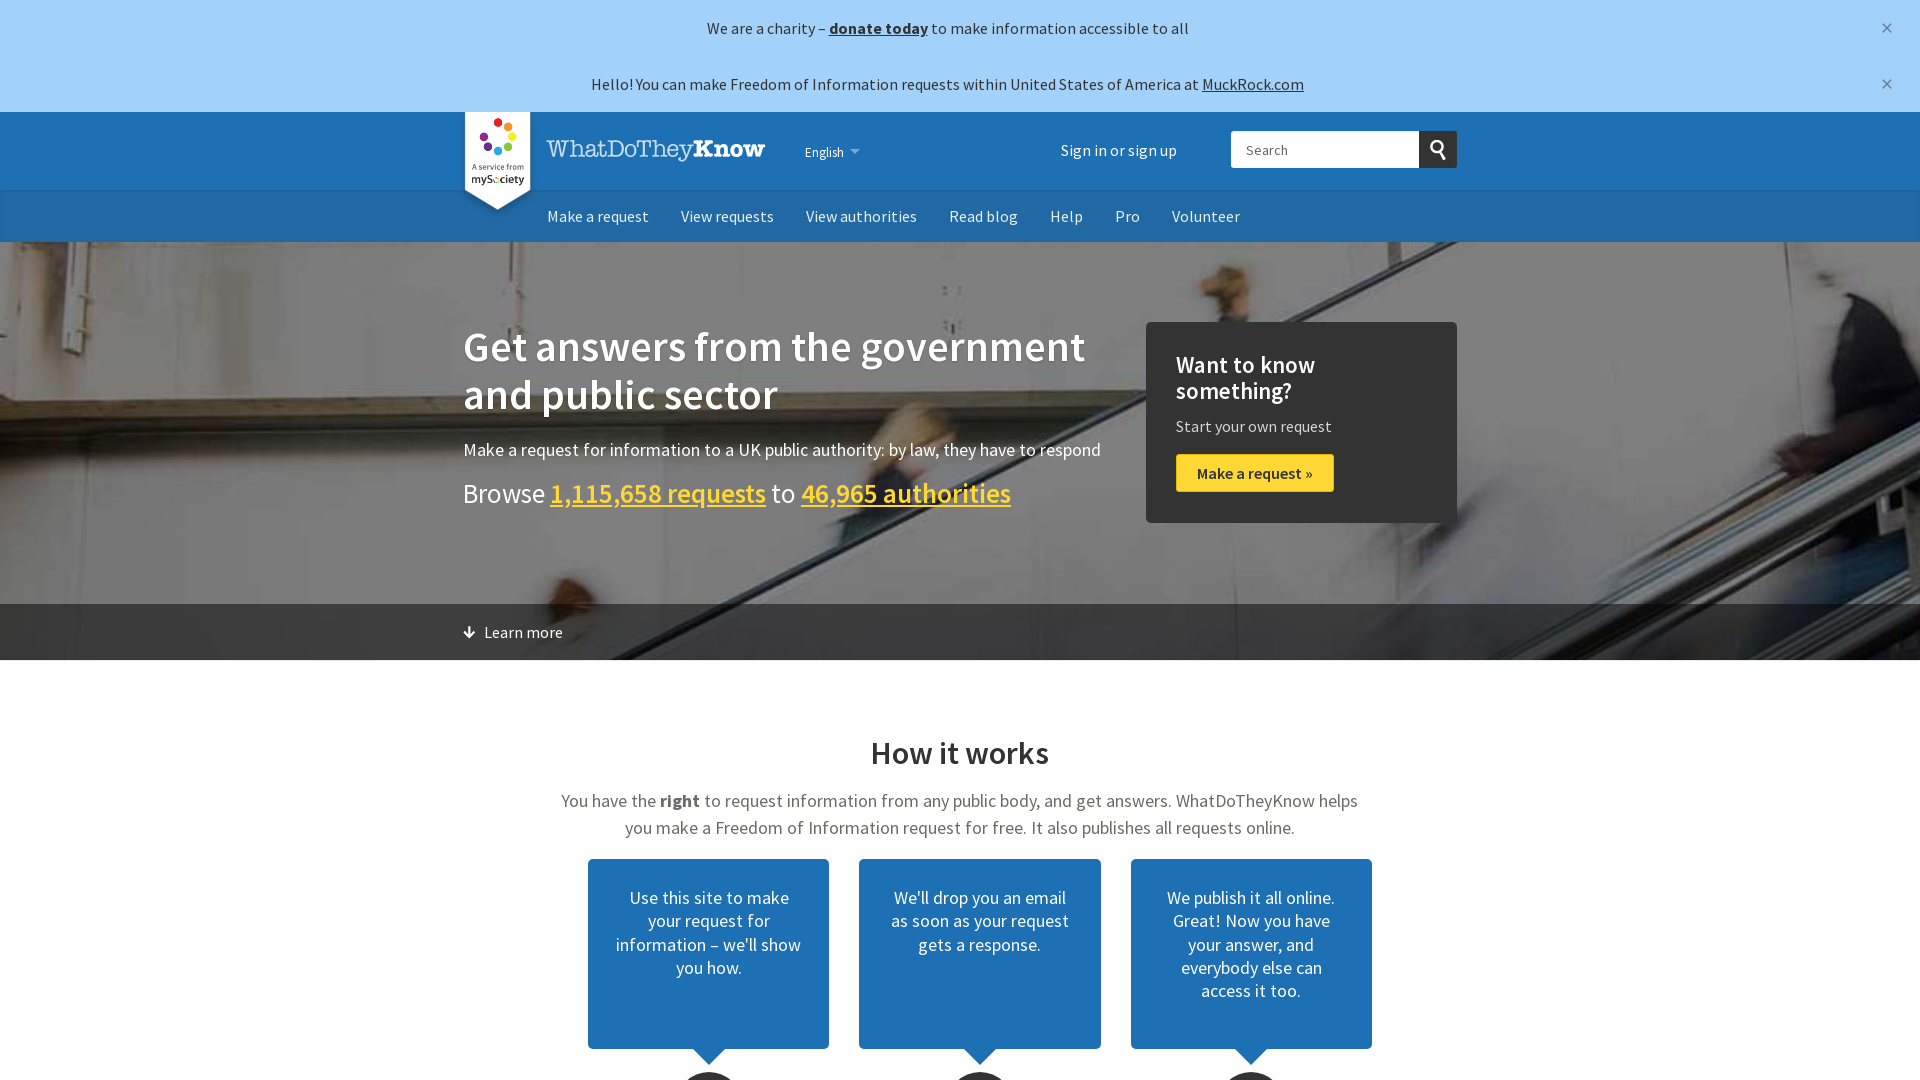 We are a charity – donate today to make information accessible to all
×
Hello! You can make Freedom of Information requests within United States of America at MuckRock.com
×
A service from
mySociety
WhatDoTheyKnow
English
Sign in or sign up
Search
Make a request
View requests
View authorities
Read blog
Help
Pro
Volunteer
Get answers from the government
and public sector
Make a request for information to a UK public authority: by law, they have to respond
Browse 1,115,658 requests to 46,965 authorities
Want to know
something?
Start your own request
Make a request »
Learn more
How it works
You have the right to request information from any public body, and get answers. WhatDoTheyKnow helps
you make a Freedom of Information request for free. It also publishes all requests online.
Use this site to make
your request for
information – we'll show
you how.
We'll drop you an email
as soon as your request
gets a response.
We publish it all online.
Great! Now you have
your answer, and
everybody else can
access it too.